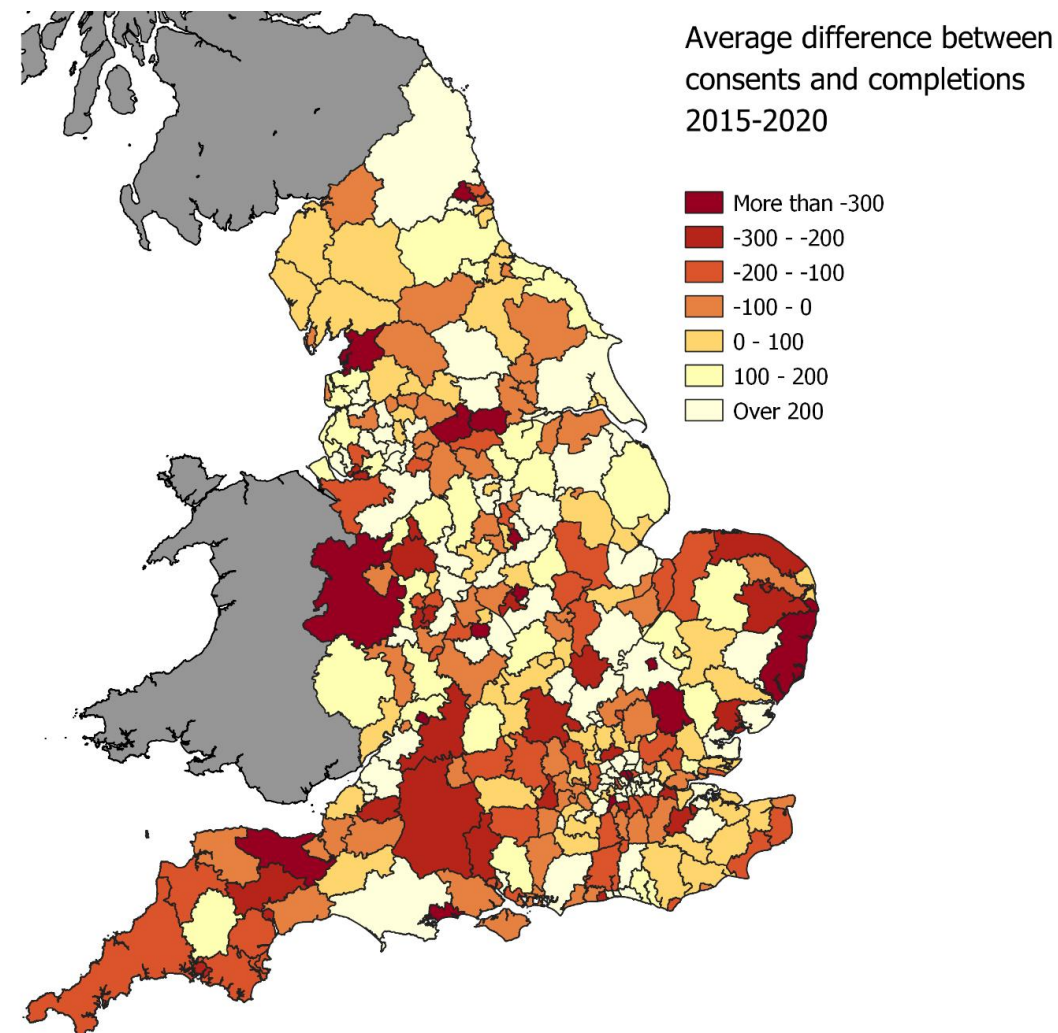 Average difference between
consents and completions
2015-2020
More than -300
-300 - -200
-200 - -100
-100 - 0
0 - 100
100 - 200
Over 200